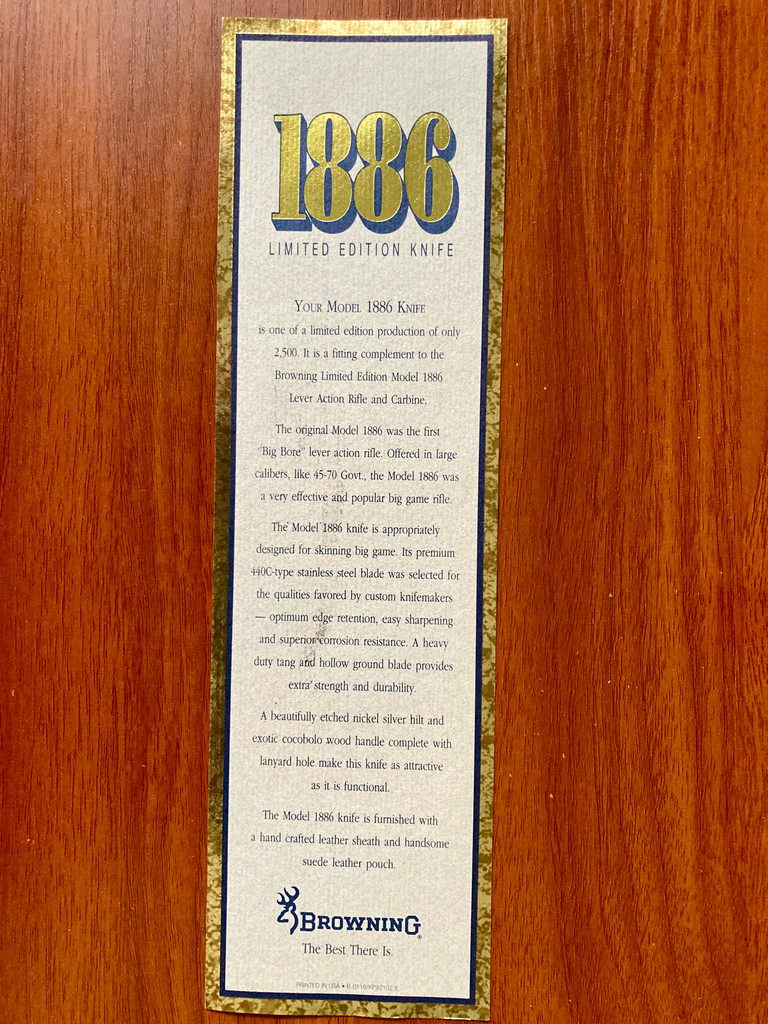 1886
LIMITED EDITION KNIFE
YOUR MODEL 1886 KNIFE
is one of a limited edition production of only
2,500. It is a fitting complement to the
Browning Limited Edition Model 1886
Lever Action Rifle and Carbine.
The original Model 1886 was the first
"Big Bore" lever action rifle. Offered in large
calibers, like 45-70 Govt., the Model 1886 was
a very effective and popular big game rifle.
The Model 1886 knife is appropriately
designed for skinning big game. Its premium
440C-type stainless steel blade was selected for
the qualities favored by custom knifemakers
— optimum edge retention, easy sharpening
and superior corrosion resistance. A heavy
duty tang and hollow ground blade provides
extra strength and durability.
A beautifully etched nickel silver hilt and
exotic cocobolo wood handle complete with
lanyard hole make this knife as attractive
as it is functional.
The Model 1886 knife is furnished with
a hand crafted leather sheath and handsome
suede leather pouch.
BROWNING®
The Best There Is.
PRINTED IN USA •